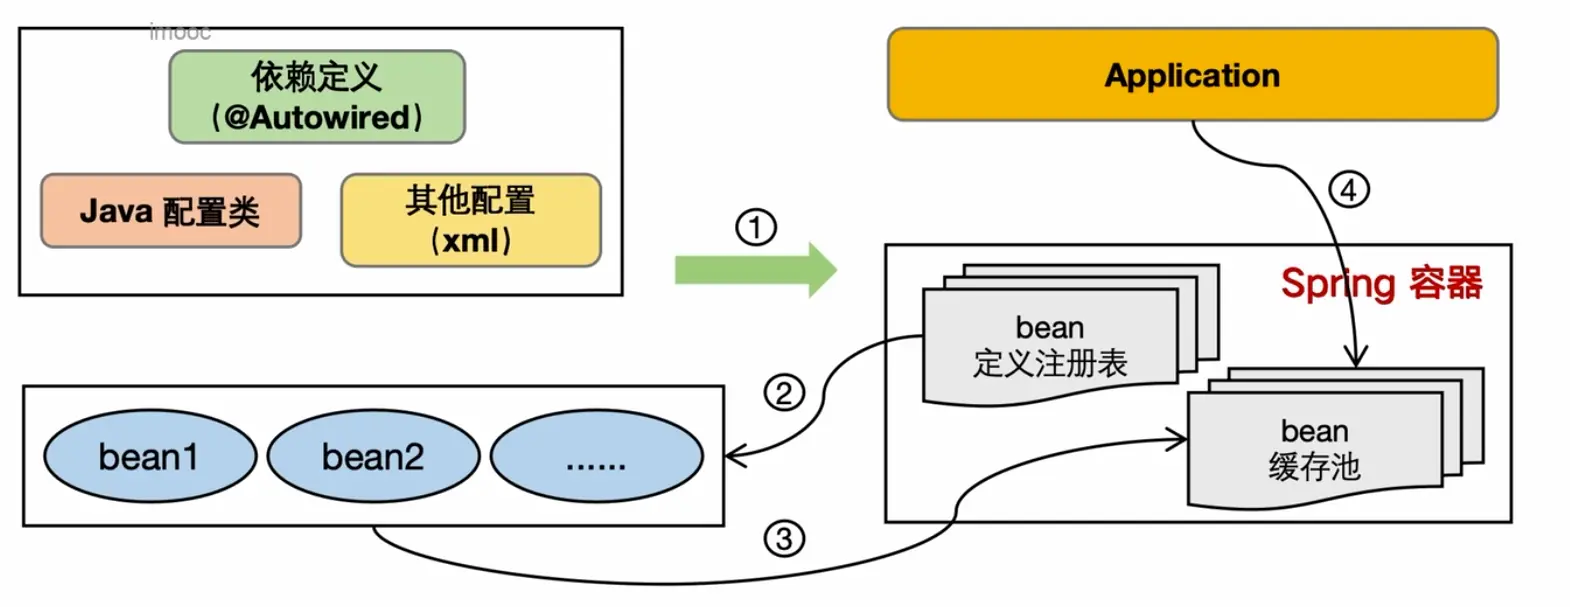 imooc
依赖定义
(@Autowired)
Java 配置类
其他配置
(xml)
①
Application
④
Spring 容器
bean
定义注册表
②
bean1
bean2
......
bean
缓存池
③